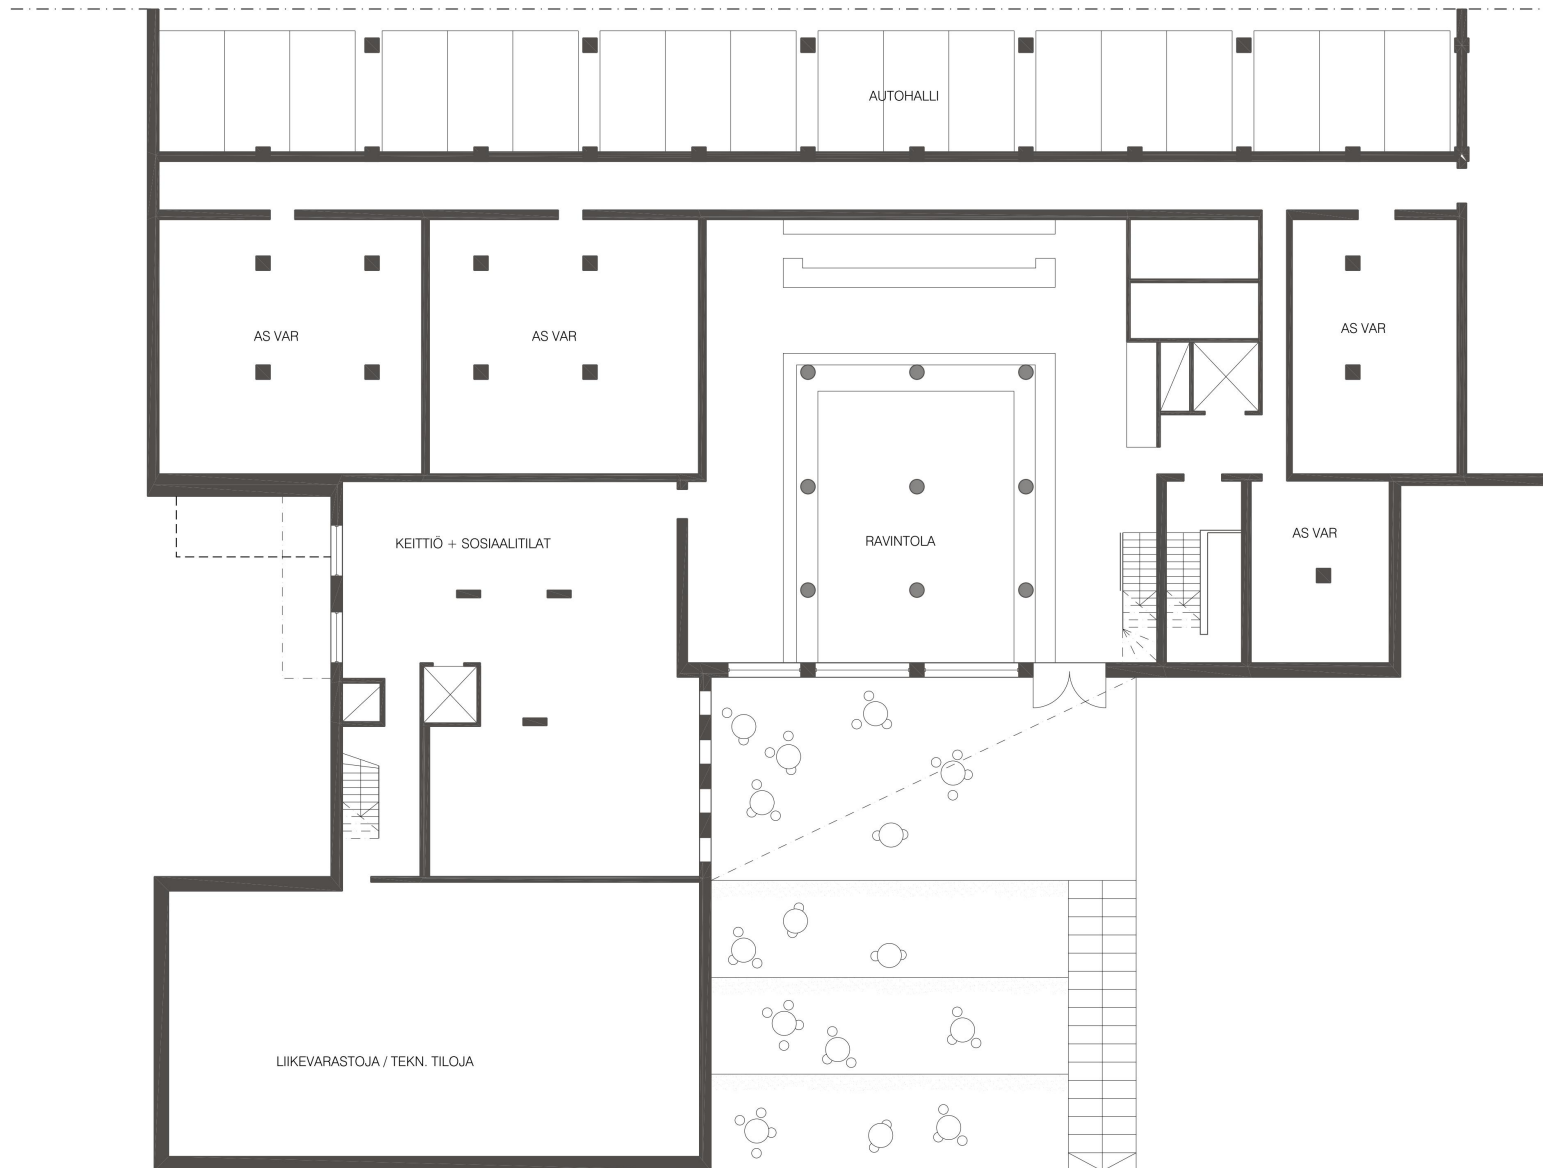 AUTOHALLI
AS VAR
AS VAR
AS VAR
KEITTIÖ + SOSIAALITILAT
RAVINTOLA
AS VAR
LIIKEVARASTOJA / TEKN. TILOJA